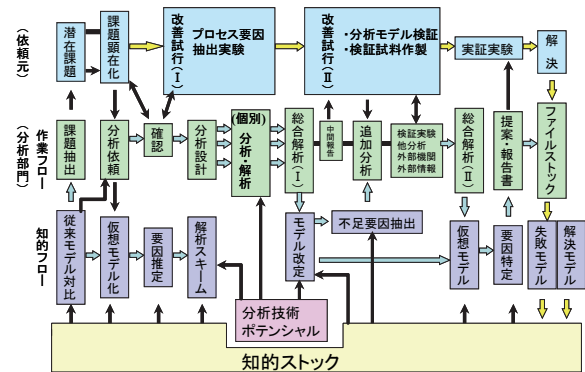 (依頼元)
潜在課題
課題顕在化
改善試行(Ⅰ)
プロセス要因
抽出実験
改善試行(Ⅱ)
・分析モデル検証
・検証試料作製
実証実験
解決
作業フロー
(分析部門)
課題抽出
分析依頼
確認
分析設計
(個別)
分析・解析
総合解析(Ⅰ)
中間報告
追加分析
検証実験
他分析
外部機関
外部情報
総合解析(Ⅱ)
提案・報告書
ファイルストック
知的フロー
従来モデル対比
仮想モデル化
要因推定
解析スキーム
モデル改定
不足要因抽出
仮想モデル
要因特定
失敗モデル
解決モデル
分析技術
ポテンシャル
知的ストック